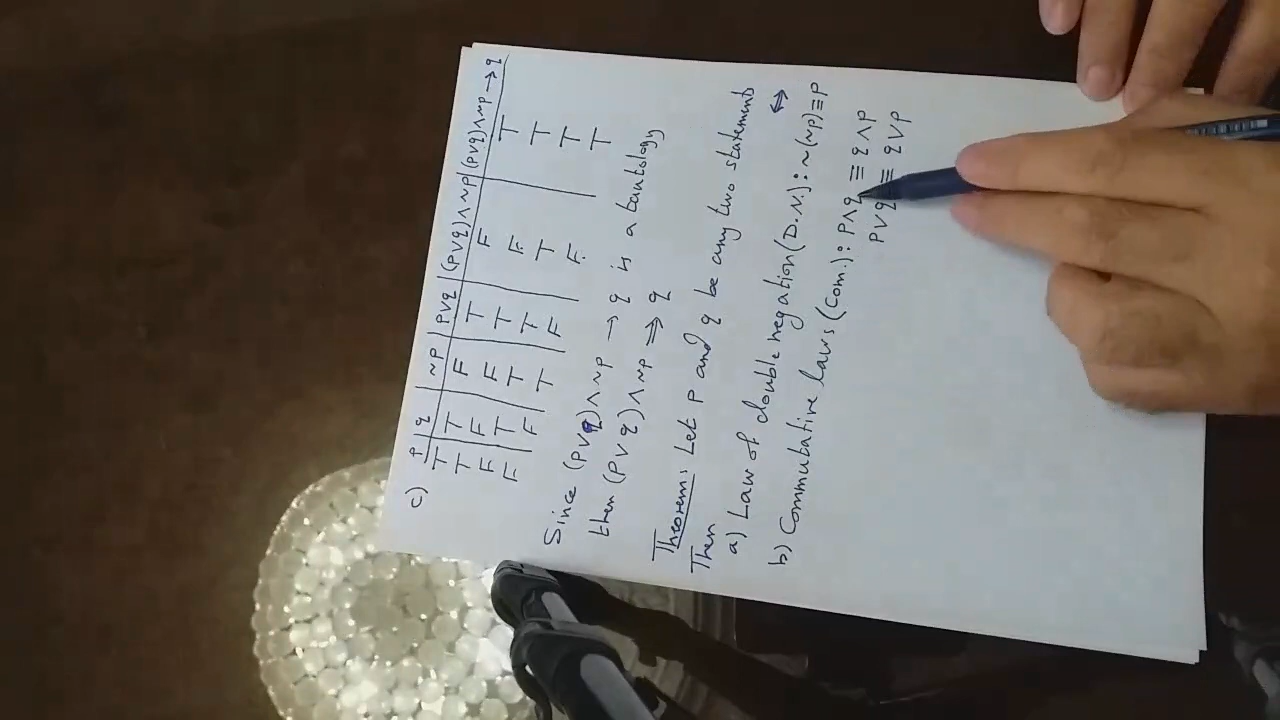 c) p | q | ~p | p∨q | (p∨q)∧~p | (p∨q)∧~p → q
T | T | F | T | F | T
T | F | F | T | F | T
F | T | T | T | T | T
F | F | T | F | F | T
Since (p∨q)∧~p → q is a tautology
then (p∨q)∧~p ⇒ q
Theorem: Let p and q be any two statements
Then
a) Law of double negation (D.N.): ~(~p) ≡ p
↔
b) Commutative laws (Com.): p∧q ≡ q∧p
p∨q ≡ q∨p